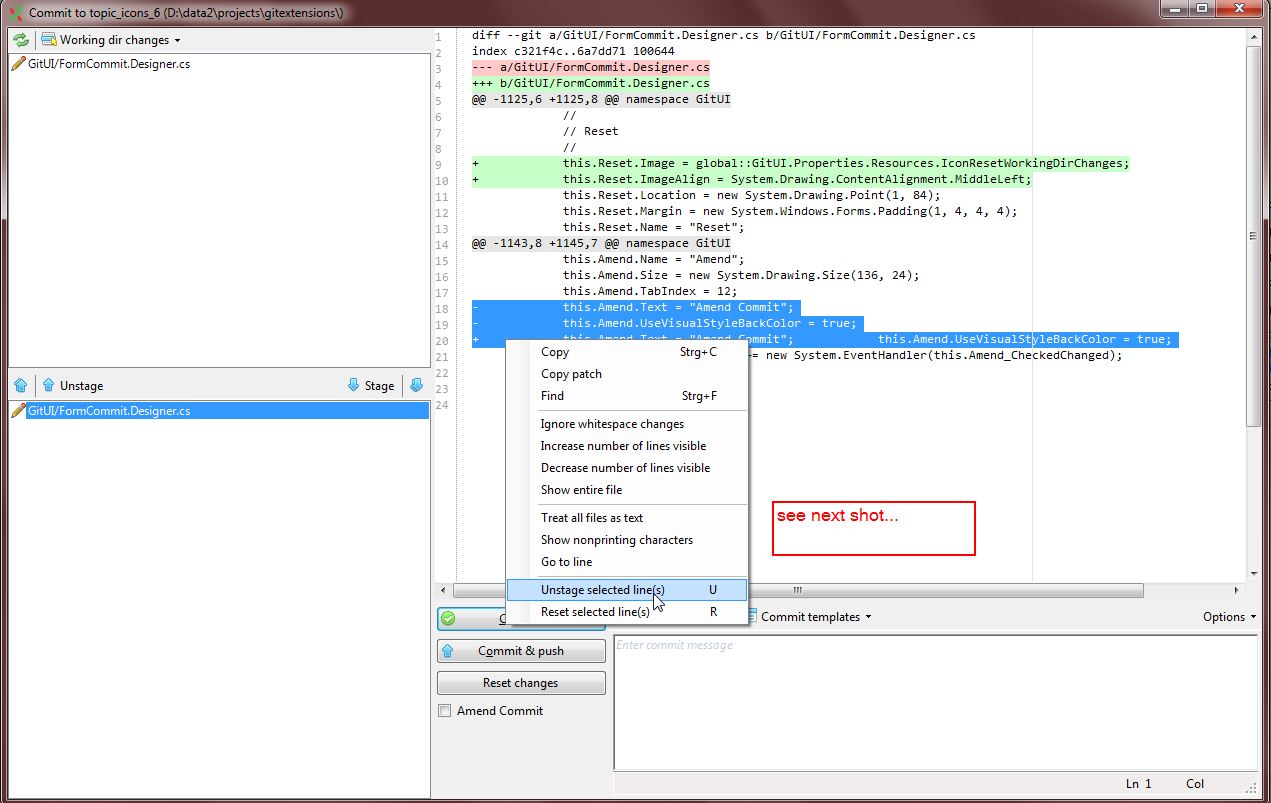 Commit to topic_icons_6 (D:\data2\projects\gitextensions\)
Working dir changes
GitUI/FormCommit.Designer.cs
Unstage
Stage
GitUI/FormCommit.Designer.cs
1 diff --git a/GitUI/FormCommit.Designer.cs b/GitUI/FormCommit.Designer.cs
2 index c321f4c..6a7dd71 100644
3 --- a/GitUI/FormCommit.Designer.cs
4 +++ b/GitUI/FormCommit.Designer.cs
5 @@ -1125,6 +1125,8 @@ namespace GitUI
6 //
7 // Reset
8 //
9 + this.Reset.Image = global::GitUI.Properties.Resources.IconResetWorkingDirChanges;
10 + this.Reset.ImageAlign = System.Drawing.ContentAlignment.MiddleLeft;
11 this.Reset.Location = new System.Drawing.Point(1, 84);
12 this.Reset.Margin = new System.Windows.Forms.Padding(1, 4, 4, 4);
13 this.Reset.Name = "Reset";
14 @@ -1143,8 +1145,7 @@ namespace GitUI
15 this.Amend.Name = "Amend";
16 this.Amend.Size = new System.Drawing.Size(136, 24);
17 this.Amend.TabIndex = 12;
18 - this.Amend.Text = "Amend Commit";
19 - this.Amend.UseVisualStyleBackColor = true;
20 + this.Amend.Text = "Amend Commit"; this.Amend.UseVisualStyleBackColor = true;
21 = new System.EventHandler(this.Amend_CheckedChanged);
22
23
24
Copy Strg+C
Copy patch
Find Strg+F
Ignore whitespace changes
Increase number of lines visible
Decrease number of lines visible
Show entire file
Treat all files as text
Show nonprinting characters
Go to line
Unstage selected line(s) U
Reset selected line(s) R
see next shot...
Commit templates
Options
Commit & push
Reset changes
Amend Commit
Enter commit message
Ln 1 Col